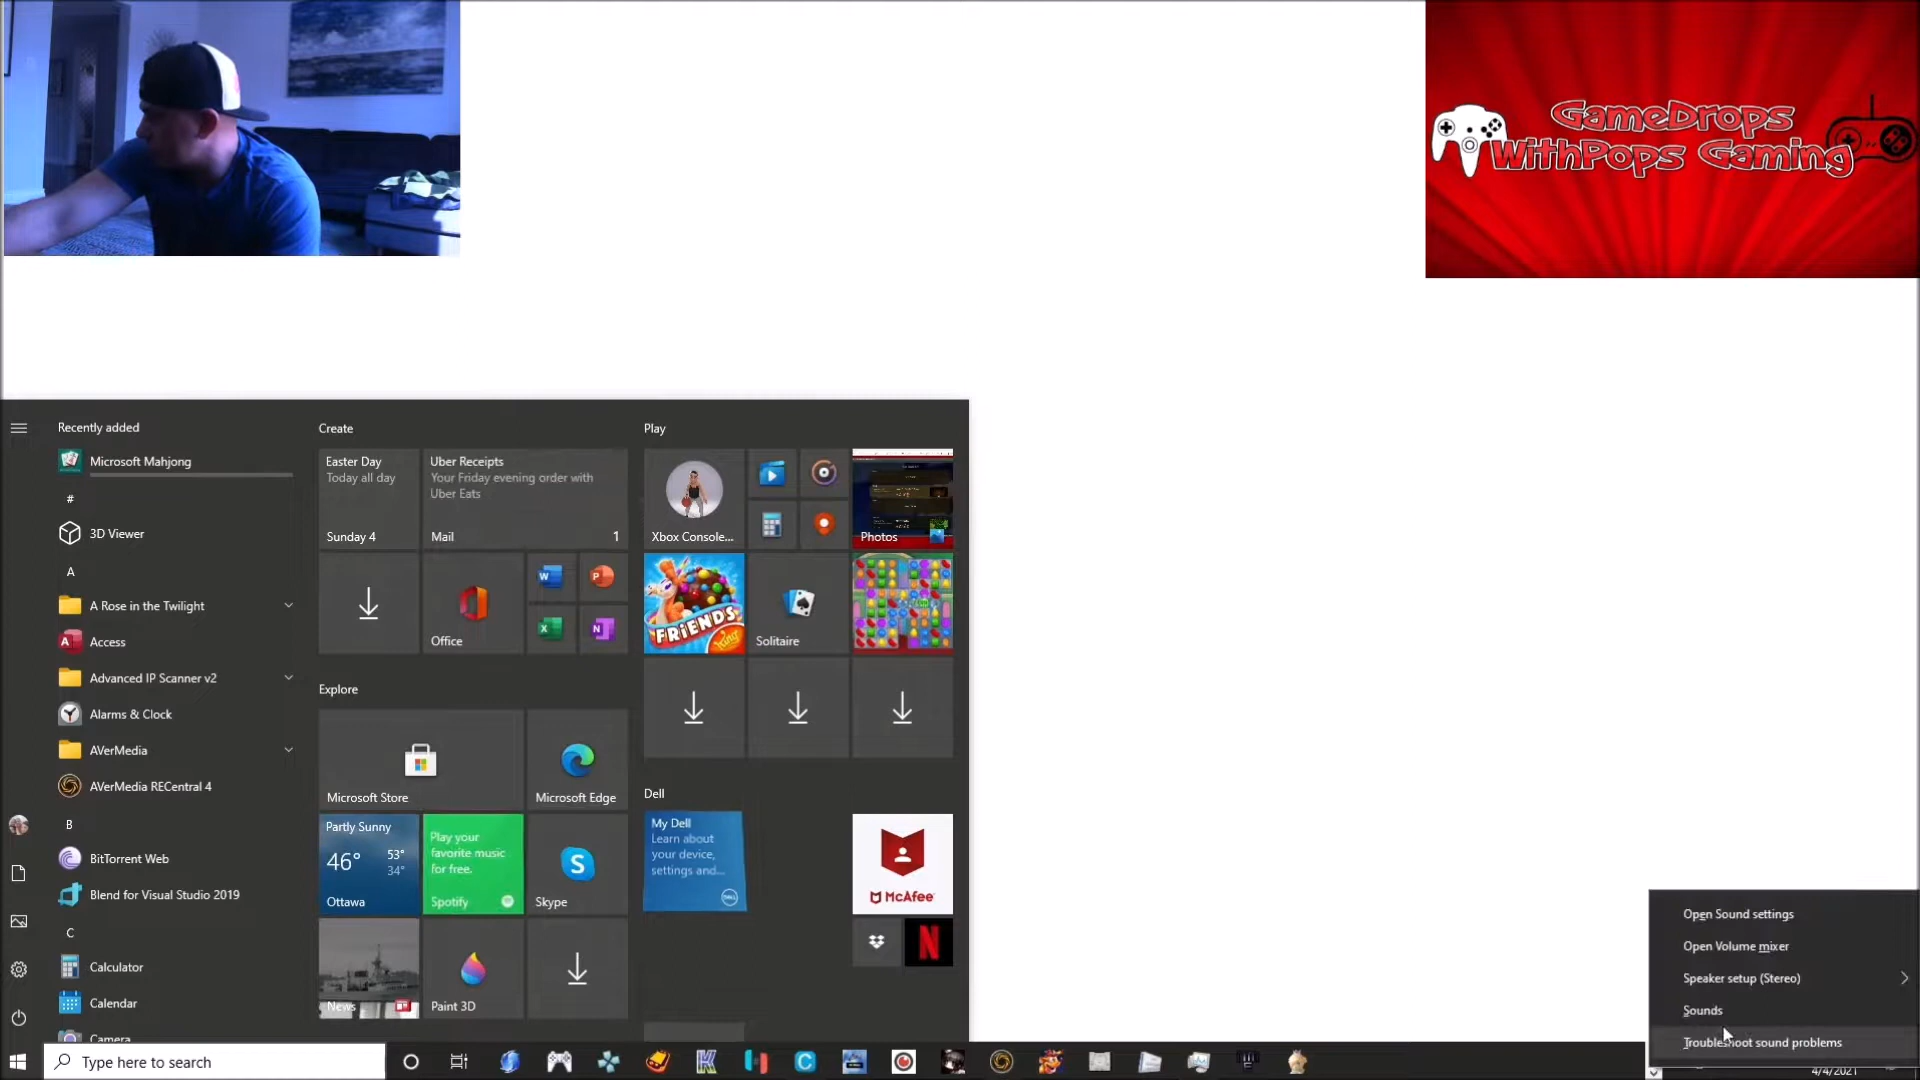 GameDrops
WithPops Gaming
Recently added
Microsoft Mahjong
#
3D Viewer
A
A Rose in the Twilight
Access
Advanced IP Scanner v2
Alarms & Clock
AVerMedia
AVerMedia RECentral 4
B
BitTorrent Web
Blend for Visual Studio 2019
C
Calculator
Calendar
Camera
Create
Easter Day
Today all day
Sunday 4
Uber Receipts
Your Friday evening order with
Uber Eats
Mail 1
Office
Explore
Microsoft Store
Microsoft Edge
Partly Sunny
46° 53°
34°
Ottawa
Play your
favorite music
for free.
Spotify
Skype
News
Paint 3D
Play
Xbox Console...
Photos
FRIENDS
King
Solitaire
Dell
My Dell
Learn about
your device,
settings and...
DELL
McAfee
Open Sound settings
Open Volume mixer
Speaker setup (Stereo)
Sounds
Troubleshoot sound problems
Type here to search
4/4/2021